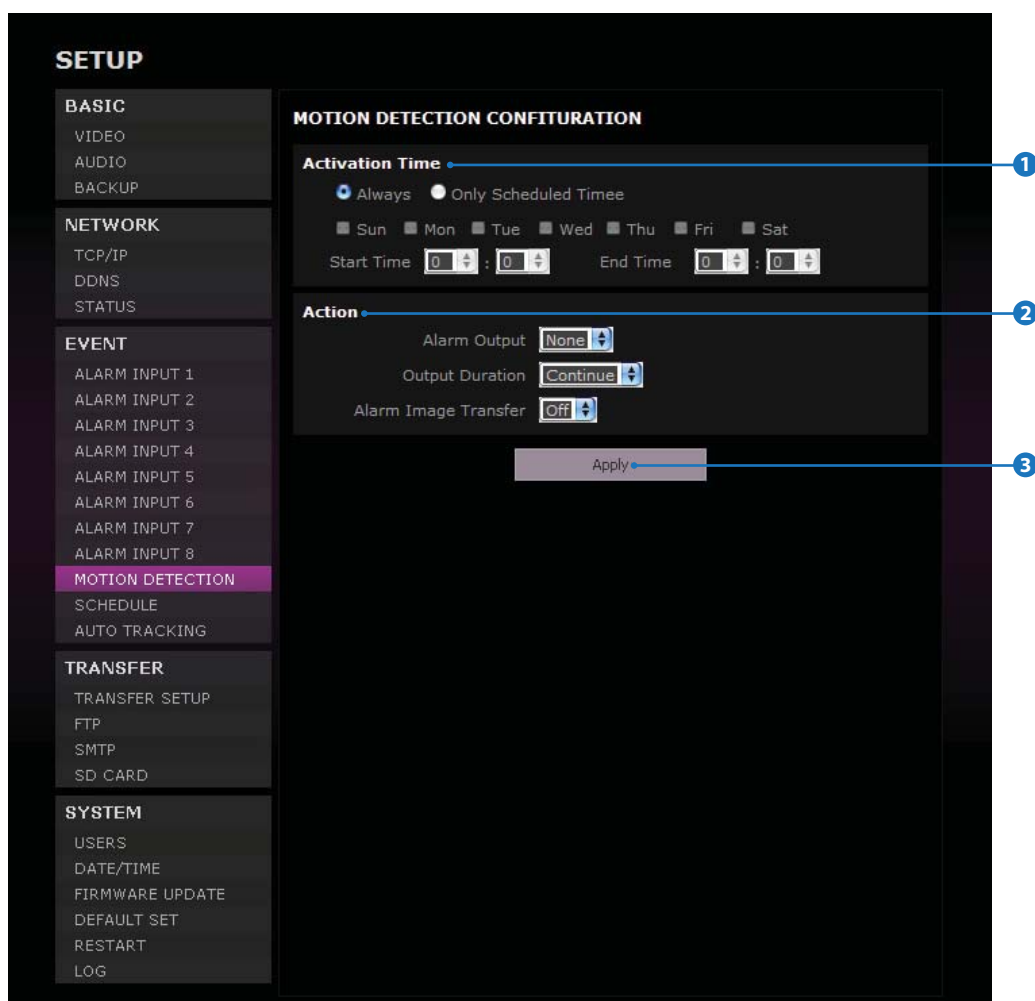 SETUP
BASIC
VIDEO
AUDIO
BACKUP
NETWORK
TCP/IP
DDNS
STATUS
EVENT
ALARM INPUT 1
ALARM INPUT 2
ALARM INPUT 3
ALARM INPUT 4
ALARM INPUT 5
ALARM INPUT 6
ALARM INPUT 7
ALARM INPUT 8
MOTION DETECTION
SCHEDULE
AUTO TRACKING
TRANSFER
TRANSFER SETUP
FTP
SMTP
SD CARD
SYSTEM
USERS
DATE/TIME
FIRMWARE UPDATE
DEFAULT SET
RESTART
LOG
MOTION DETECTION CONFITURATION
Activation Time 1
Always Only Scheduled Timee
Sun Mon Tue Wed Thu Fri Sat
Start Time 0 : 0 End Time 0 : 0
Action 2
Alarm Output None
Output Duration Continue
Alarm Image Transfer Off
Apply 3